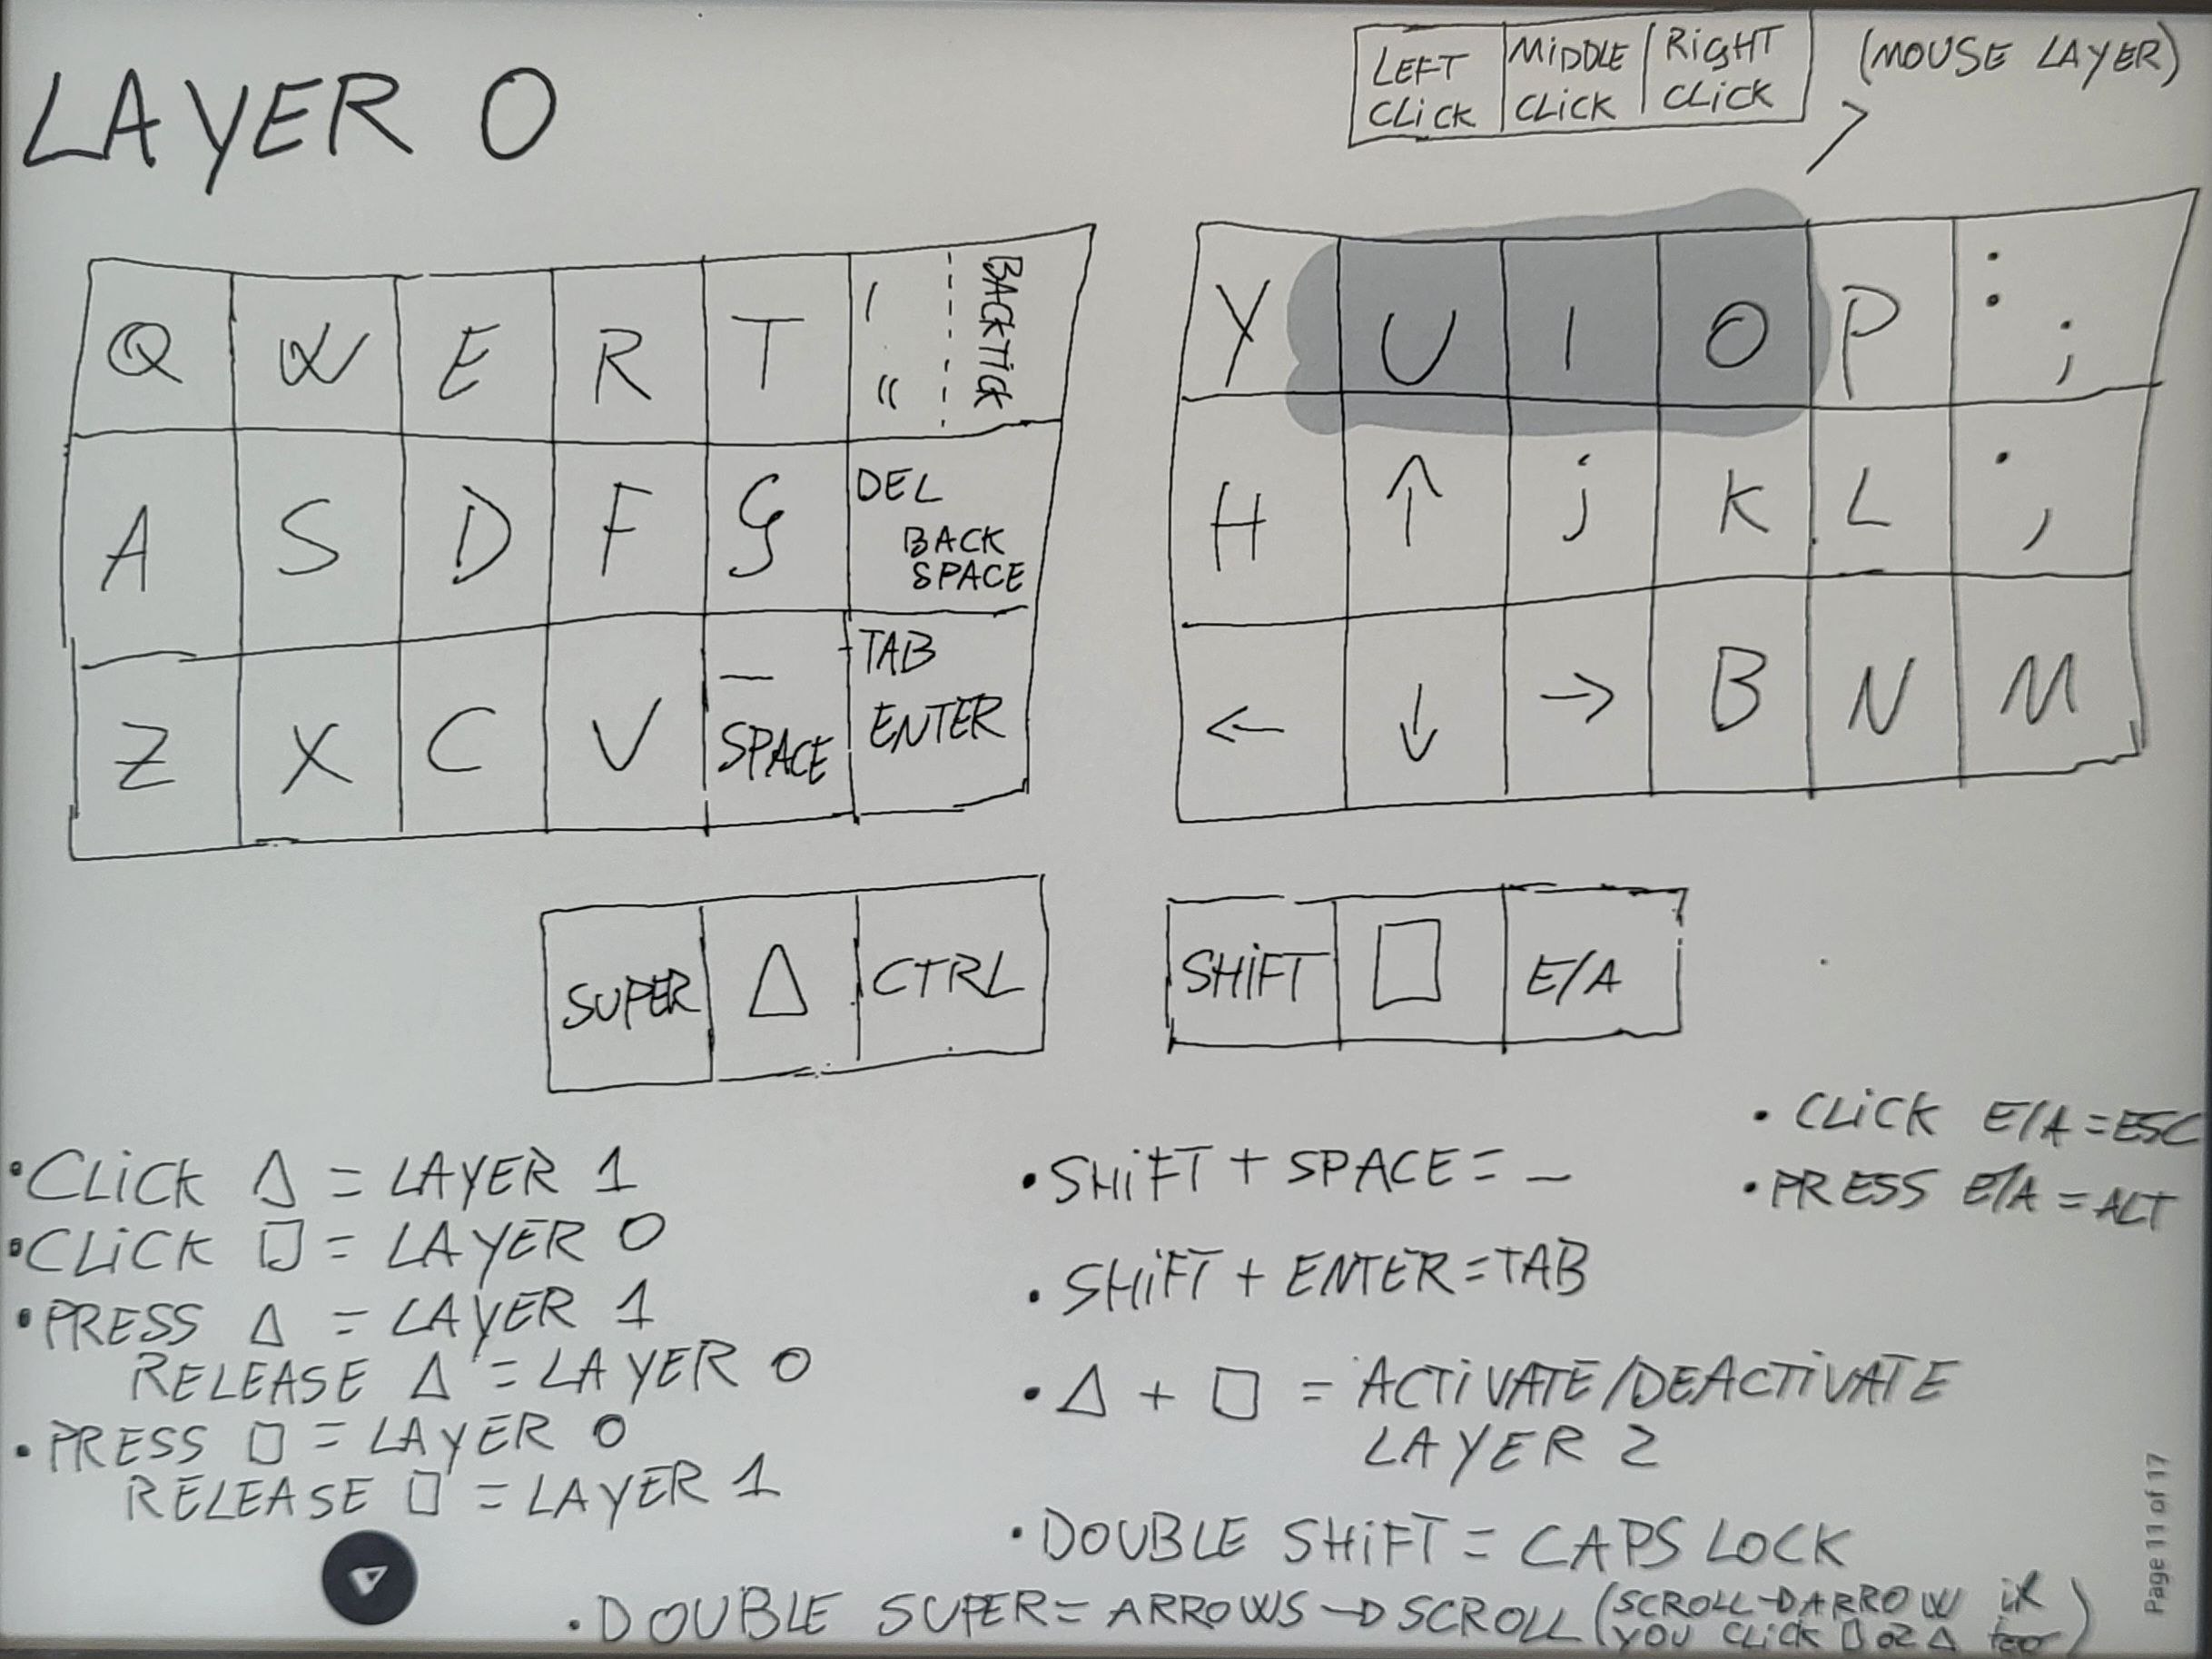 LAYER 0
LEFT CLICK MIDDLE CLICK RIGHT CLICK (MOUSE LAYER)
Q W E R T ' " BACKTICK
A S D F G DEL BACK SPACE
Z X C V _ SPACE TAB ENTER
Y U I O P : ;
H ↑ j K L . ,
← ↓ → B N M
SUPER △ CTRL
SHiFT □ E/A
• CLiCK △ = LAYER 1
• CLiCK □ = LAYER 0
• PRESS △ = LAYER 1
RELEASE △ = LAYER 0
• PRESS □ = LAYER 0
RELEASE □ = LAYER 1
• SHiFT + SPACE = _
• SHiFT + ENTER = TAB
• △ + □ = ACTiVATE/DEACTiVATE
LAYER 2
• CLiCK E/A = ESC
• PRESS E/A = ALT
• DOUBLE SHiFT = CAPS LOCK
• DOUBLE SUPER = ARROWS → SCROLL (SCROLL → ARROW
YOU CLiCK □ OR △)
Page 11 of 17